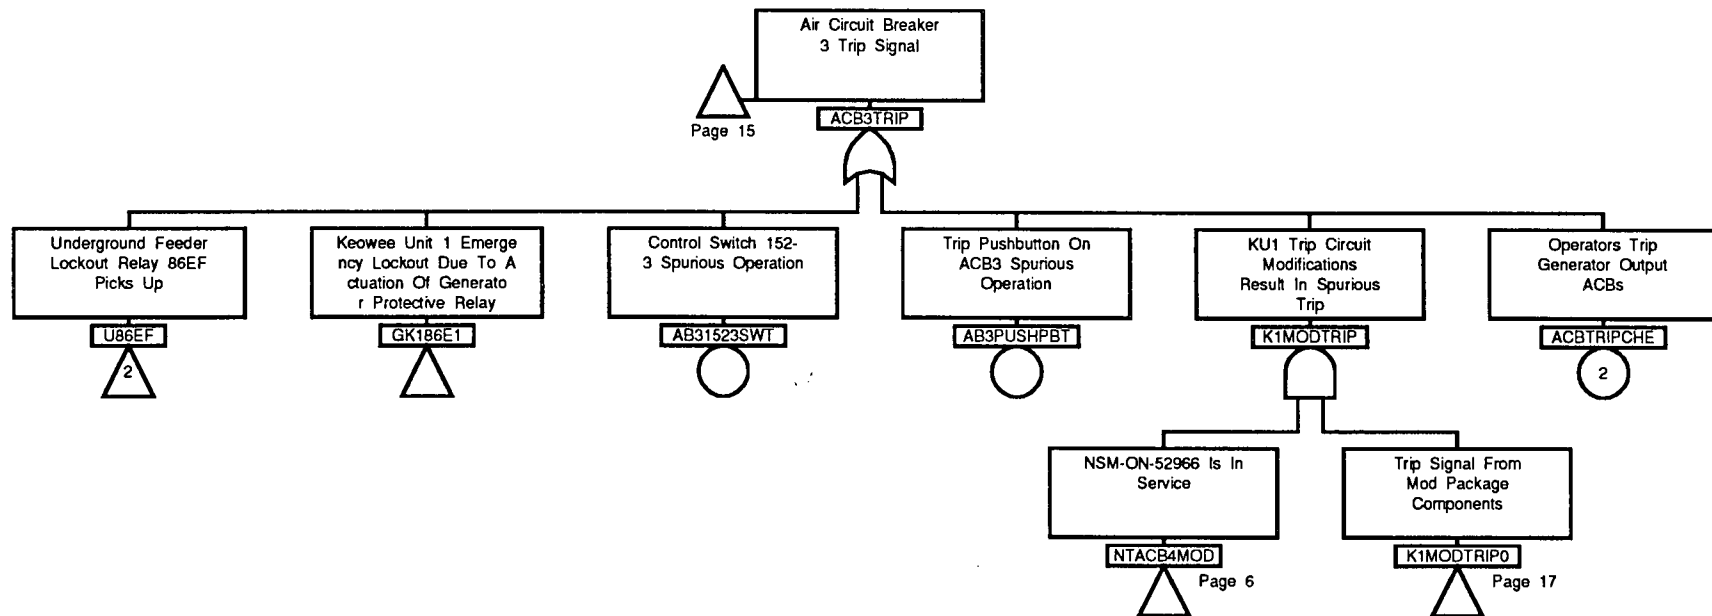 Air Circuit Breaker
3 Trip Signal
Page 15
ACB3TRIP
Underground Feeder
Lockout Relay 86EF
Picks Up
U86EF
2
Keowee Unit 1 Emerge
ncy Lockout Due To A
ctuation Of Generato
r Protective Relay
GK186E1
Control Switch 152-
3 Spurious Operation
AB31523SWT
Trip Pushbutton On
ACB3 Spurious
Operation
AB3PUSHPBT
KU1 Trip Circuit
Modifications
Result In Spurious
Trip
K1MODTRIP
Operators Trip
Generator Output
ACBs
ACBTRIPCHE
2
NSM-ON-52966 Is In
Service
NTACB4MOD
Page 6
Trip Signal From
Mod Package
Components
K1MODTRIP0
Page 17